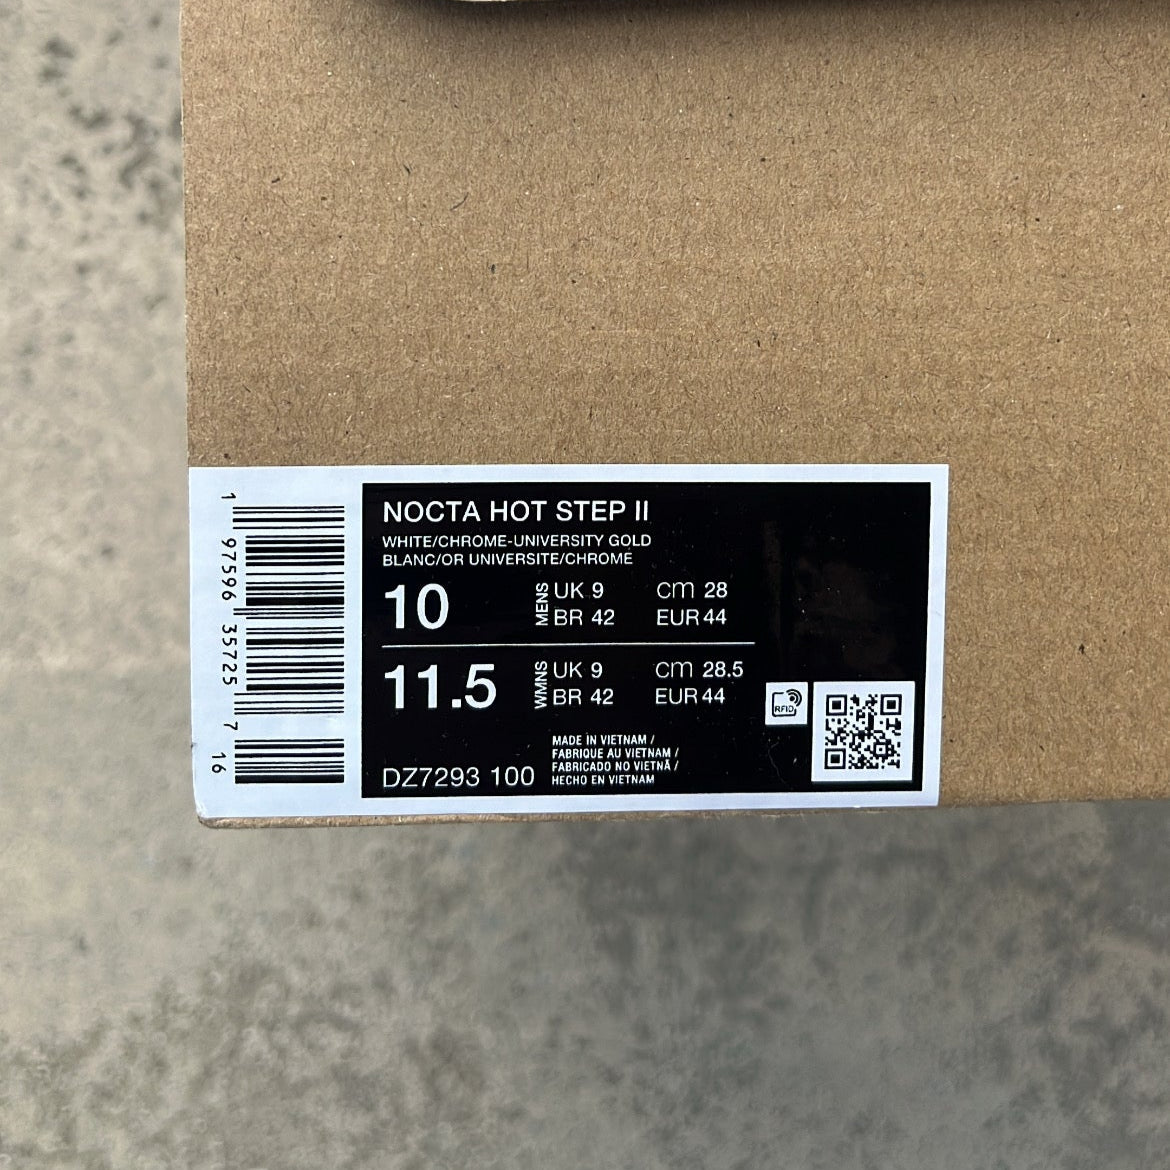 NOCTA HOT STEP II
WHITE/CHROME-UNIVERSITY GOLD
BLANC/OR UNIVERSITE/CHROME
10 MENS UK 9 CM 28
BR 42 EUR 44
11.5 WMNS UK 9 CM 28.5
BR 42 EUR 44
RFID
MADE IN VIETNAM /
FABRIQUE AU VIETNAM /
FABRICADO NO VIETNÃ /
HECHO EN VIETNAM
DZ7293 100
1 97596 35725 7 16